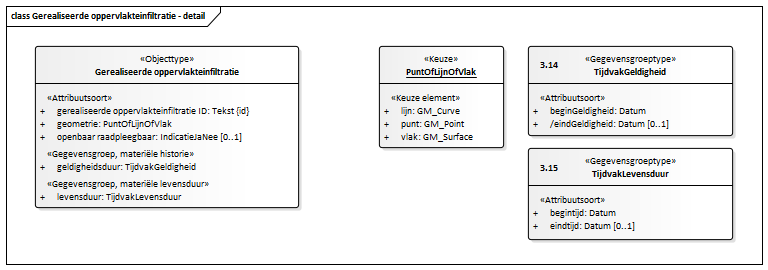 class Gerealiseerde oppervlakteinfiltratie - detail
«Objecttype»
Gerealiseerde oppervlakteinfiltratie
«Attribuutsoort»
+ gerealiseerde oppervlakteinfiltratie ID: Tekst {id}
+ geometrie: PuntOfLijnOfVlak
+ openbaar raadpleegbaar: IndicatieJaNee [0..1]
«Gegevensgroep, materiële historie»
+ geldigheidsduur: TijdvakGeldigheid
«Gegevensgroep, materiële levensduur»
+ levensduur: TijdvakLevensduur
«Keuze»
PuntOfLijnOfVlak
«Keuze element»
+ lijn: GM_Curve
+ punt: GM_Point
+ vlak: GM_Surface
3.14 «Gegevensgroeptype»
TijdvakGeldigheid
«Attribuutsoort»
+ beginGeldigheid: Datum
+ /eindGeldigheid: Datum [0..1]
3.15 «Gegevensgroeptype»
TijdvakLevensduur
«Attribuutsoort»
+ begintijd: Datum
+ eindtijd: Datum [0..1]